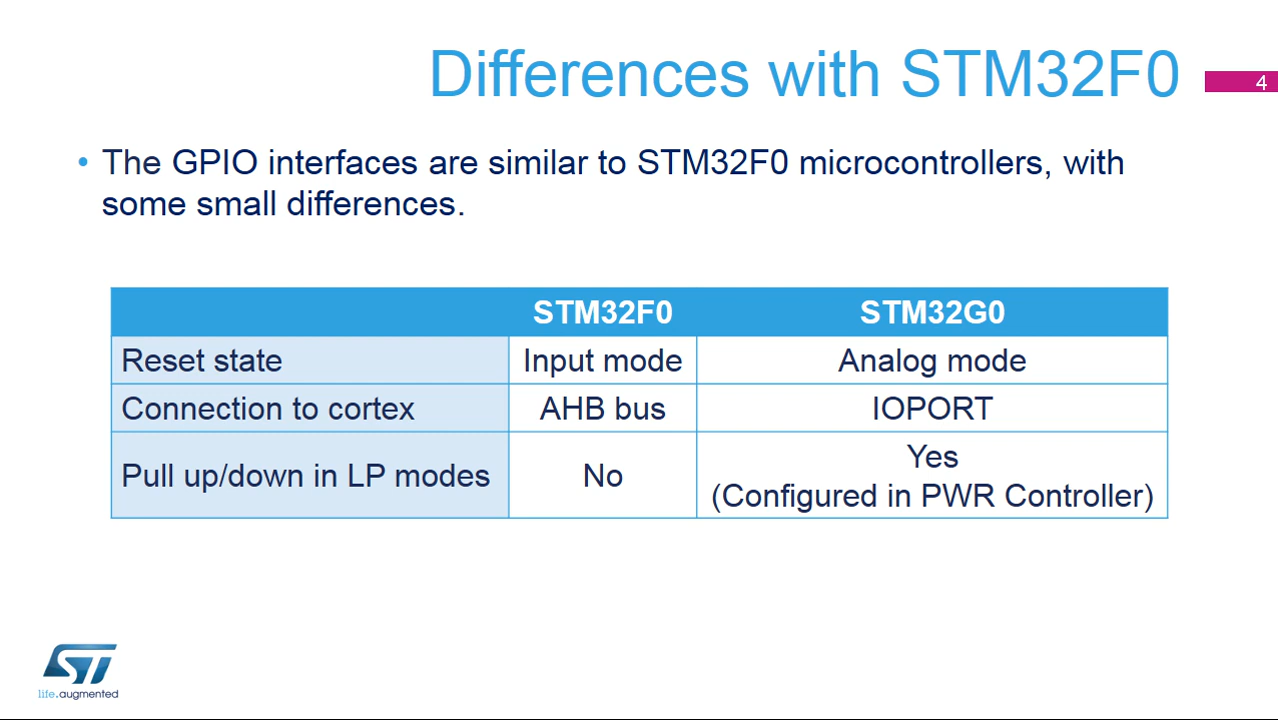 Differences with STM32F0
4
• The GPIO interfaces are similar to STM32F0 microcontrollers, with
some small differences.
STM32F0 STM32G0
Reset state Input mode Analog mode
Connection to cortex AHB bus IOPORT
Pull up/down in LP modes No Yes
(Configured in PWR Controller)
ST
life.augmented